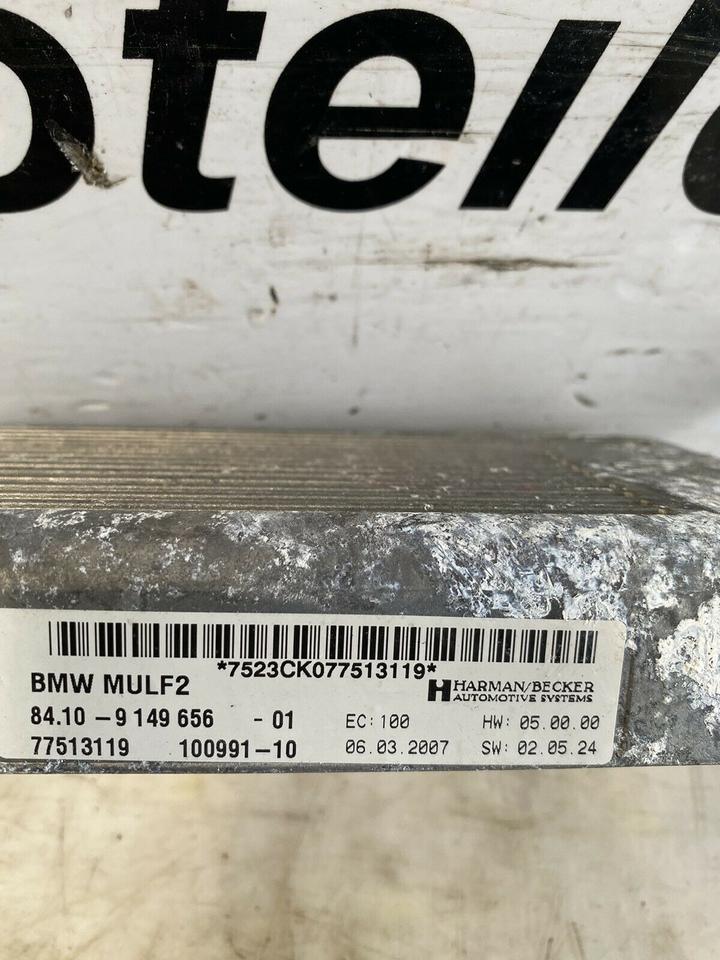 oteile
*7523CK077513119*
BMW MULF2
HARMAN/BECKER
AUTOMOTIVE SYSTEMS
84.10 - 9 149 656 - 01 EC: 100 HW: 05.00.00
77513119 100991-10 06.03.2007 SW: 02.05.24